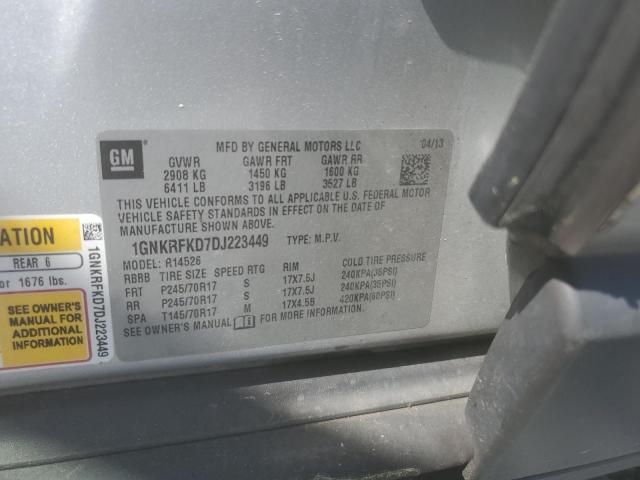 GM
MFD BY GENERAL MOTORS LLC 04/13
GVWR GAWR FRT GAWR RR
2908 KG 1450 KG 1600 KG
6411 LB 3196 LB 3527 LB
THIS VEHICLE CONFORMS TO ALL APPLICABLE U.S. FEDERAL MOTOR
VEHICLE SAFETY STANDARDS IN EFFECT ON THE DATE OF
MANUFACTURE SHOWN ABOVE.
1GNKRFKD7DJ223449 TYPE: M.P.V.
MODEL: R14526
RBRB TIRE SIZE SPEED RTG RIM COLD TIRE PRESSURE
FRT P245/70R17 S 17X7.5J 240KPA(35PSI)
RR P245/70R17 S 17X7.5J 240KPA(35PSI)
SPA T145/70R17 M 17X4.5B 420KPA(60PSI)
SEE OWNER'S MANUAL FOR MORE INFORMATION.
ATION
REAR 6
or 1676 lbs.
SEE OWNER'S
MANUAL FOR
ADDITIONAL
INFORMATION
1GNKRFKD7DJ223449